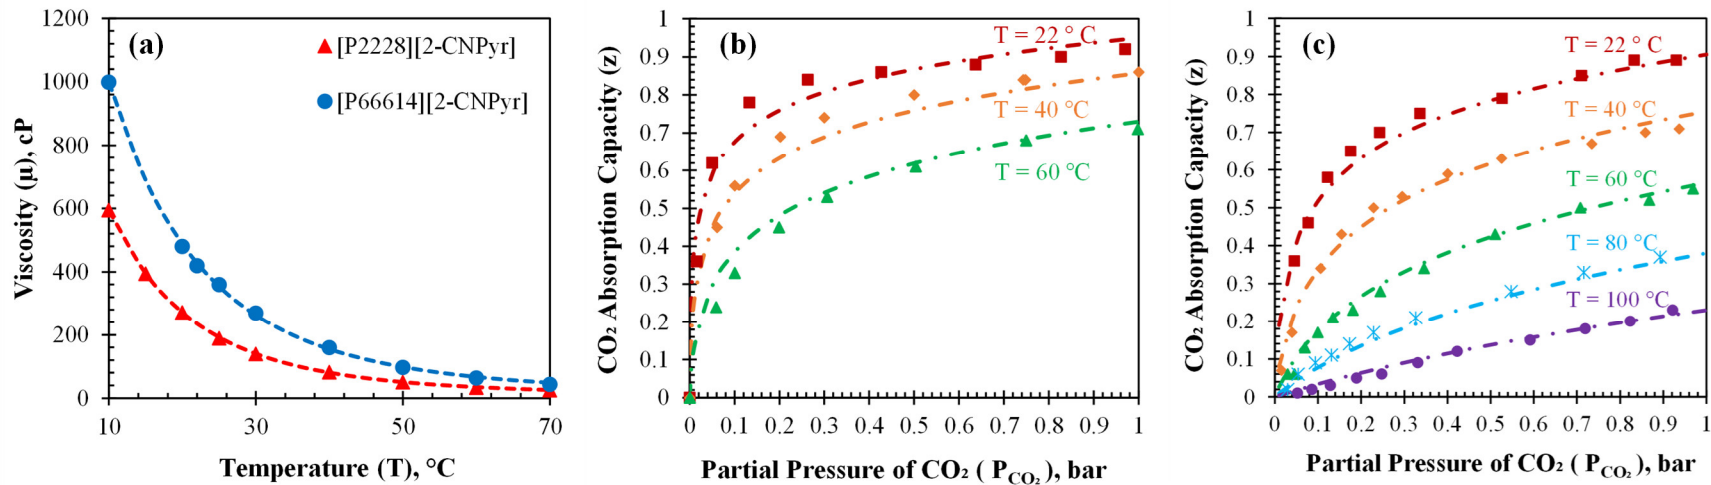 (a)
[P2228][2-CNPyr]
[P66614][2-CNPyr]
Viscosity (μ), cP
1200
1000
800
600
400
200
0
10
30
50
70
Temperature (T), °C
(b)
T = 22 ° C
T = 40 °C
T = 60 °C
CO₂ Absorption Capacity (z)
1
0.9
0.8
0.7
0.6
0.5
0.4
0.3
0.2
0.1
0
0 0.1 0.2 0.3 0.4 0.5 0.6 0.7 0.8 0.9 1
Partial Pressure of CO₂ ( P_CO₂ ), bar
(c)
T = 22 ° C
T = 40 °C
T = 60 °C
T = 80 °C
T = 100 °C
CO₂ Absorption Capacity (z)
1
0.9
0.8
0.7
0.6
0.5
0.4
0.3
0.2
0.1
0
0 0.1 0.2 0.3 0.4 0.5 0.6 0.7 0.8 0.9 1
Partial Pressure of CO₂ ( P_CO₂ ), bar